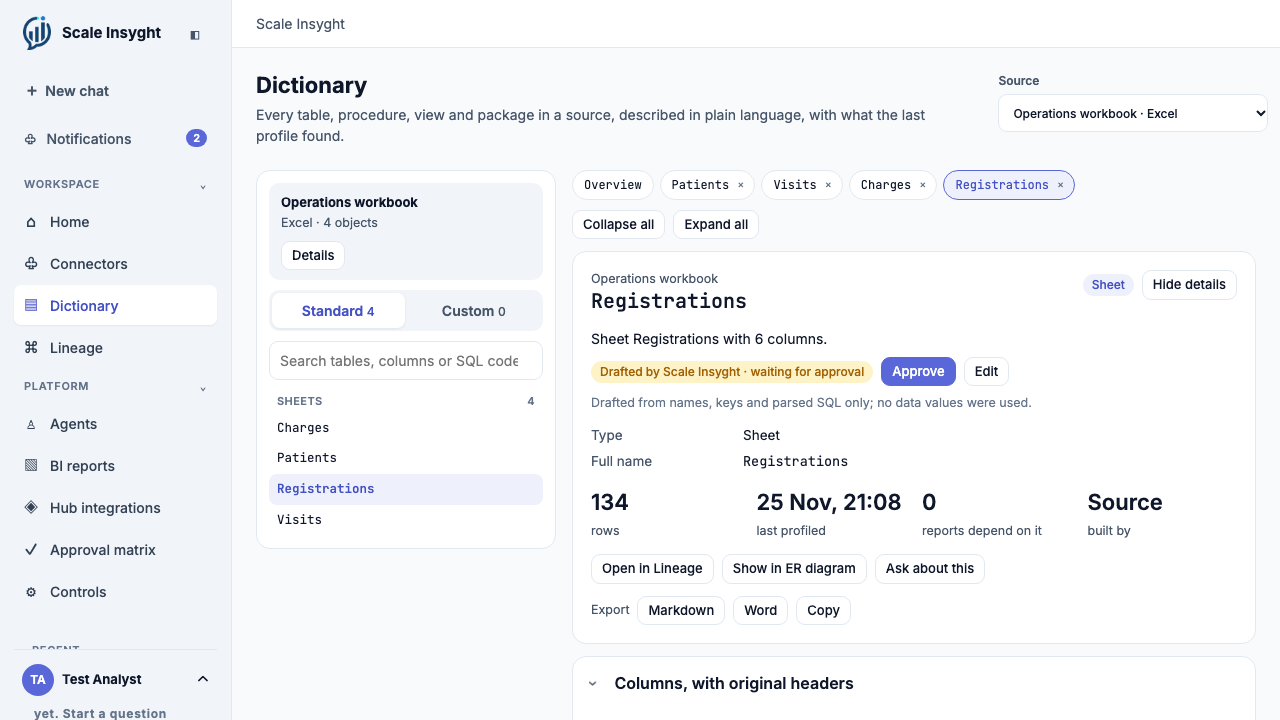 Scale Insyght
New chat
Notifications 2
WORKSPACE
Home
Connectors
Dictionary
Lineage
PLATFORM
Agents
BI reports
Hub integrations
Approval matrix
Controls
RECENT
TA Test Analyst
yet. Start a question
Scale Insyght
Dictionary
Every table, procedure, view and package in a source, described in plain language, with what the last
profile found.
Source
Operations workbook · Excel
Operations workbook
Excel · 4 objects
Details
Standard 4 Custom 0
Search tables, columns or SQL code
SHEETS 4
Charges
Patients
Registrations
Visits
Overview Patients × Visits × Charges × Registrations ×
Collapse all Expand all
Operations workbook
Registrations
Sheet Hide details
Sheet Registrations with 6 columns.
Drafted by Scale Insyght · waiting for approval Approve Edit
Drafted from names, keys and parsed SQL only; no data values were used.
Type Sheet
Full name Registrations
134 25 Nov, 21:08 0 Source
rows last profiled reports depend on it built by
Open in Lineage Show in ER diagram Ask about this
Export Markdown Word Copy
Columns, with original headers